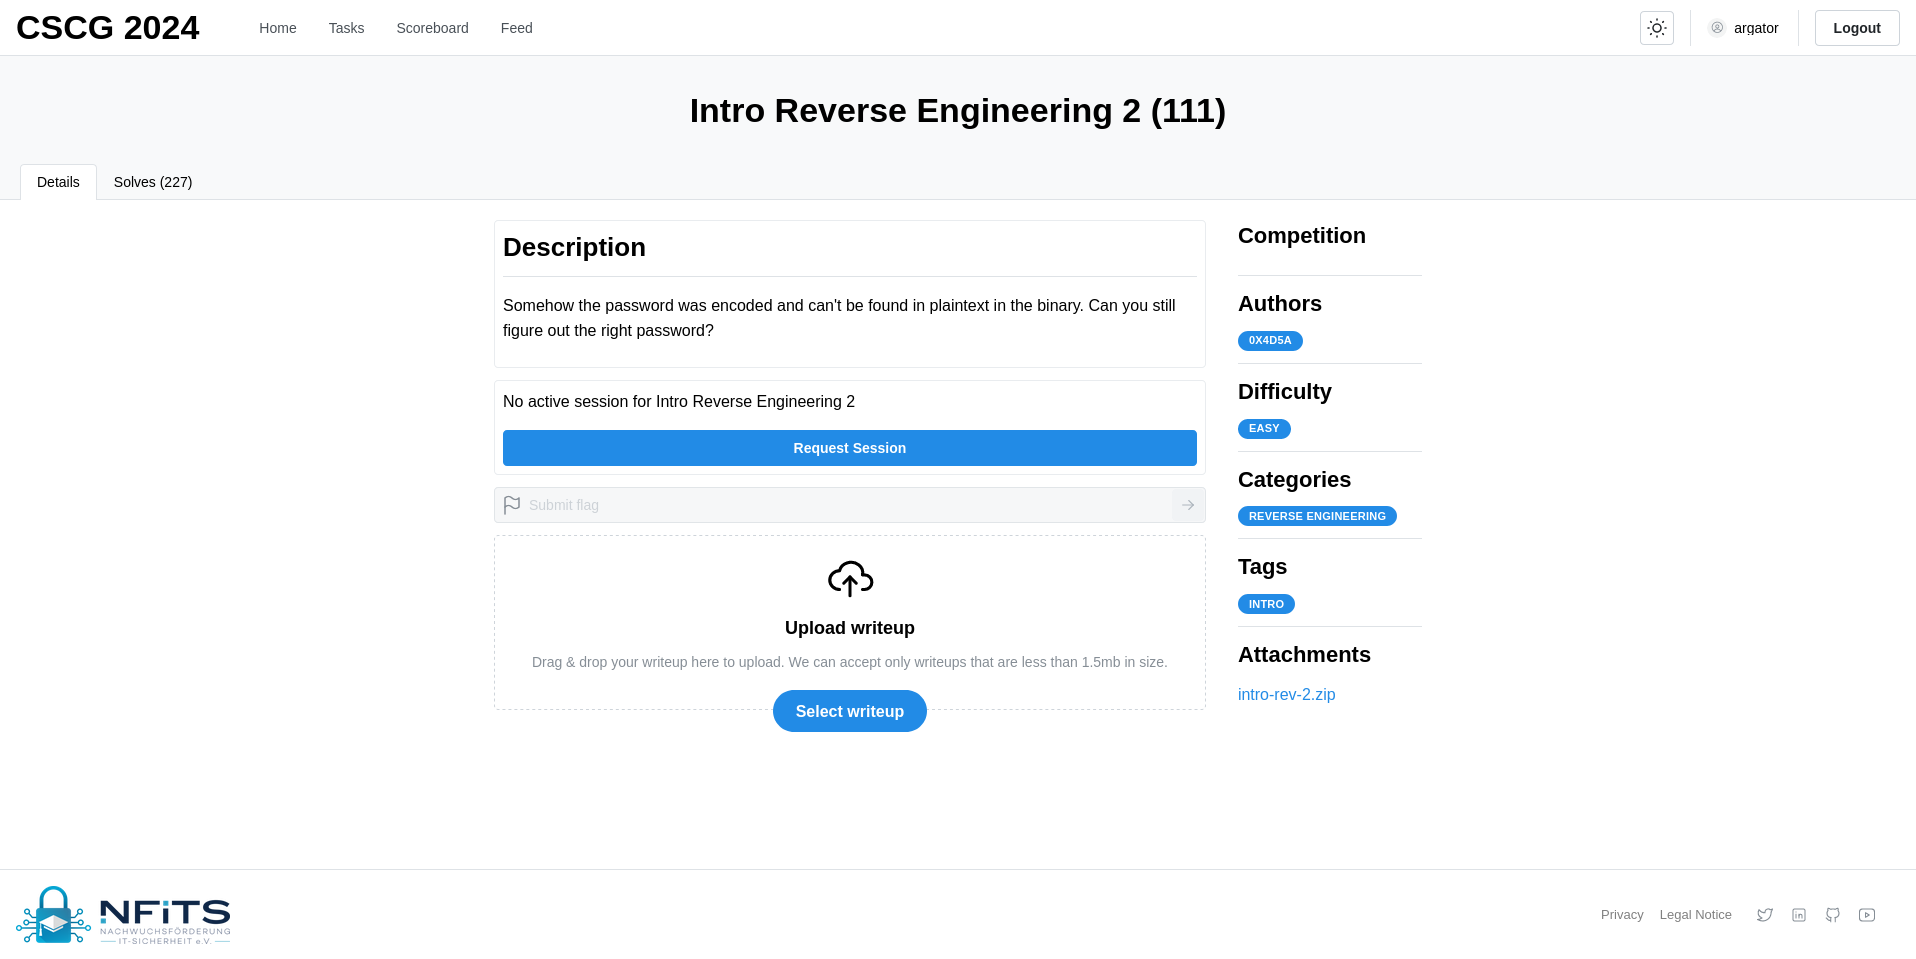 CSCG 2024
Home
Tasks
Scoreboard
Feed
argator
Logout
Intro Reverse Engineering 2 (111)
Details
Solves (227)
Description
Somehow the password was encoded and can't be found in plaintext in the binary. Can you still
figure out the right password?
No active session for Intro Reverse Engineering 2
Request Session
Submit flag
Upload writeup
Drag & drop your writeup here to upload. We can accept only writeups that are less than 1.5mb in size.
Select writeup
Competition
Authors
0X4D5A
Difficulty
EASY
Categories
REVERSE ENGINEERING
Tags
INTRO
Attachments
intro-rev-2.zip
NFiTS
NACHWUCHSFÖRDERUNG
IT-SICHERHEIT e.V.
Privacy
Legal Notice